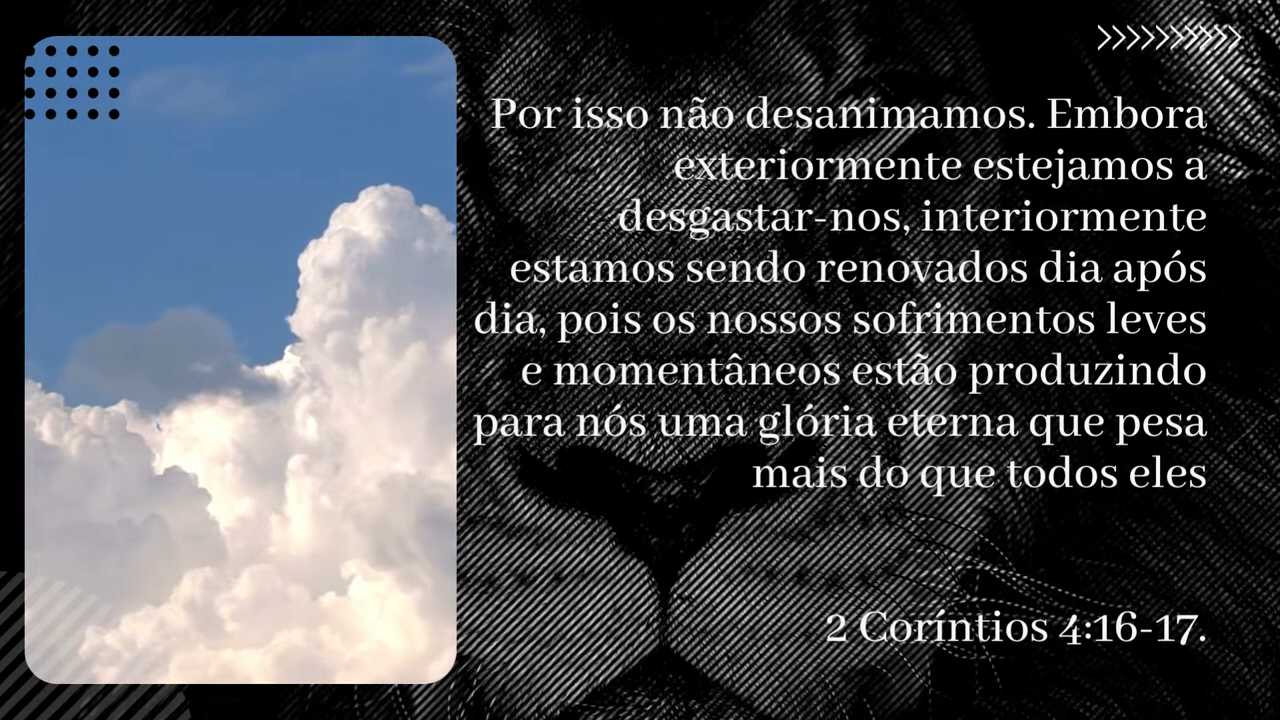 Por isso não desanimamos. Embora
exteriormente estejamos a
desgastar-nos, interiormente
estamos sendo renovados dia após
dia, pois os nossos sofrimentos leves
e momentâneos estão produzindo
para nós uma glória eterna que pesa
mais do que todos eles
2 Coríntios 4:16-17.